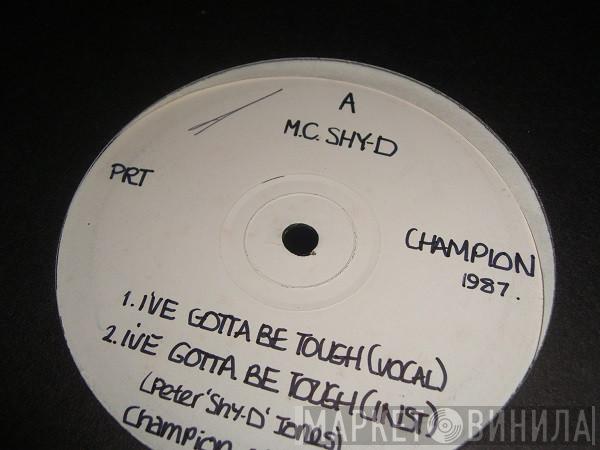 A
M.C. SHY-D
PRT
CHAMPION
1987.
1. I'VE GOTTA BE TOUGH (VOCAL)
2. I'VE GOTTA BE TOUGH (INST)
(Peter 'Shy-D' Jones)
Champion
МАРКЕТ ВИНИЛА